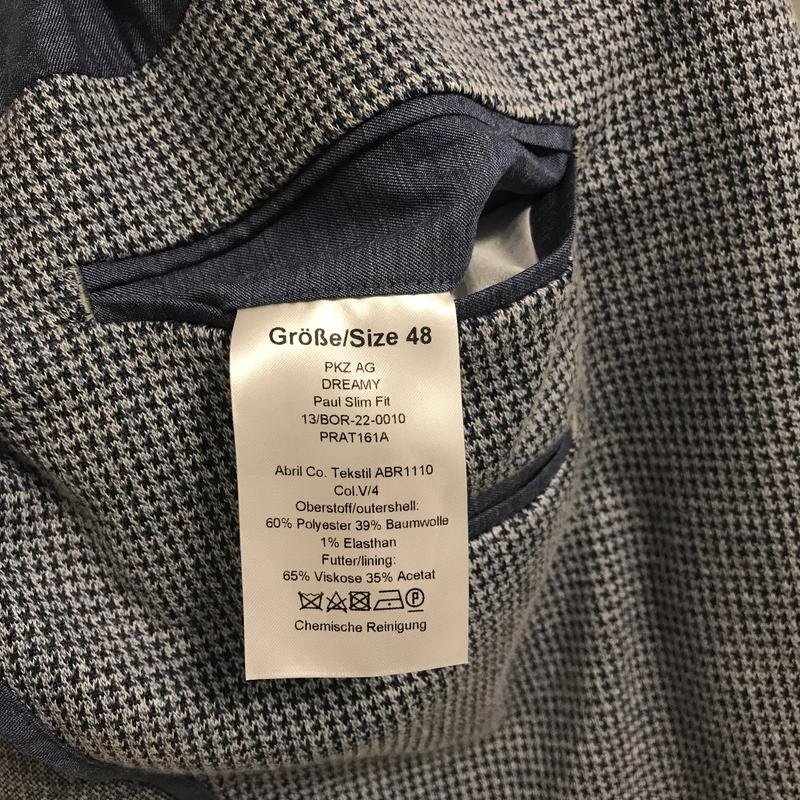 Größe/Size 48
PKZ AG
DREAMY
Paul Slim Fit
13/BOR-22-0010
PRAT161A
Abril Co. Tekstil ABR1110
Col.V/4
Oberstoff/outershell:
60% Polyester 39% Baumwolle
1% Elasthan
Futter/lining:
65% Viskose 35% Acetat
P
Chemische Reinigung